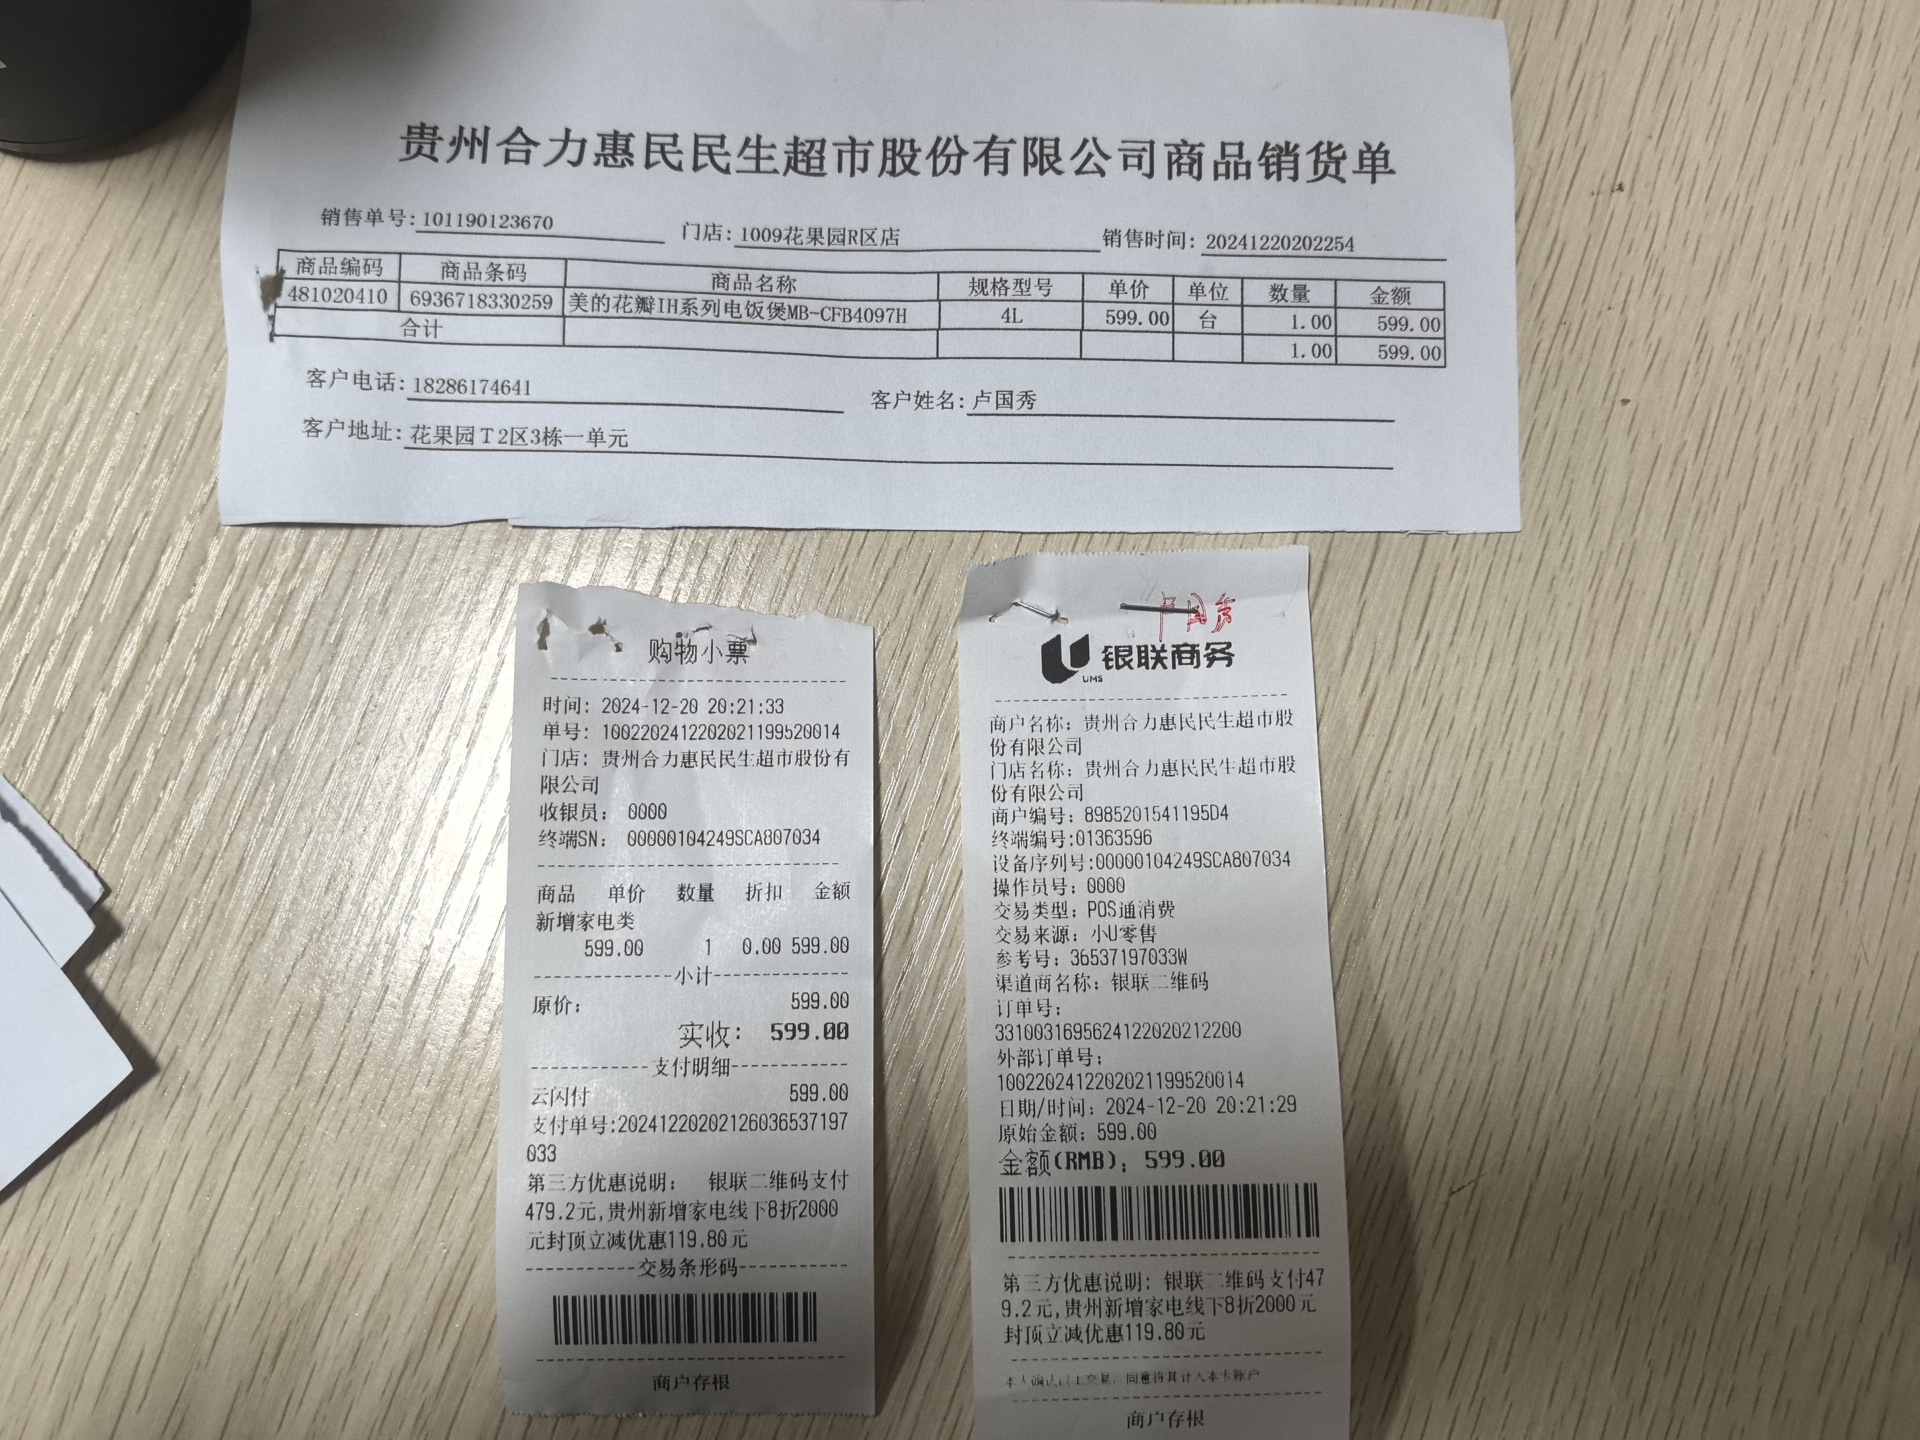 贵州合力惠民民生超市股份有限公司商品销货单
销售单号:101190123670 门店:1009花果园R区店 销售时间:20241220202254
商品编码 商品条码 商品名称 规格型号 单价 单位 数量 金额
481020410 6936718330259 美的花瓣IH系列电饭煲MB-CFB4097H 4L 599.00 台 1.00 599.00
合计 1.00 599.00
客户电话:18286174641 客户姓名:卢国秀
客户地址:花果园T2区3栋一单元
购物小票
时间: 2024-12-20 20:21:33
单号: 10022024122020211995​20014
门店: 贵州合力惠民民生超市股份有
限公司
收银员: 0000
终端SN: 00000104249SCA807034
商品 单价 数量 折扣 金额
新增家电类
599.00 1 0.00 599.00
小计
原价: 599.00
实收: 599.00
支付明细
云闪付 599.00
支付单号:20241220202126036537197
033
第三方优惠说明: 银联二维码支付
479.2元,贵州新增家电线下8折2000
元封顶立减优惠119.80元
交易条形码
商户存根
卢国秀
银联商务
UMS
商户名称: 贵州合力惠民民生超市股
份有限公司
门店名称: 贵州合力惠民民生超市股
份有限公司
商户编号: 8985201541195D4
终端编号:01363596
设备序列号:00000104249SCA807034
操作员号: 0000
交易类型: POS通消费
交易来源: 小U零售
参考号: 36537197033W
渠道商名称: 银联二维码
订单号:
3310031695624122020212200
外部订单号:
1002202412202021199520014
日期/时间: 2024-12-20 20:21:29
原始金额: 599.00
金额(RMB): 599.00
第三方优惠说明: 银联二维码支付47
9.2元,贵州新增家电线下8折2000元
封顶立减优惠119.80元
本人确认以上交易, 同意将其计入本卡账户
商户存根